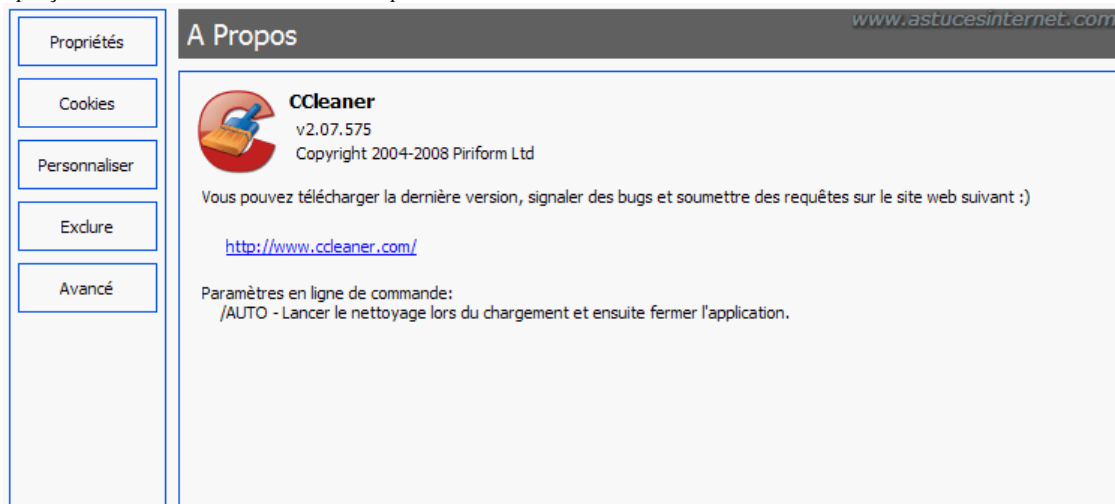 Propriétés
Cookies
Personnaliser
Exclure
Avancé
A Propos
www.astucesinternet.com
CCleaner
v2.07.575
Copyright 2004-2008 Piriform Ltd
Vous pouvez télécharger la dernière version, signaler des bugs et soumettre des requêtes sur le site web suivant :)
http://www.ccleaner.com/
Paramètres en ligne de commande:
/AUTO - Lancer le nettoyage lors du chargement et ensuite fermer l'application.